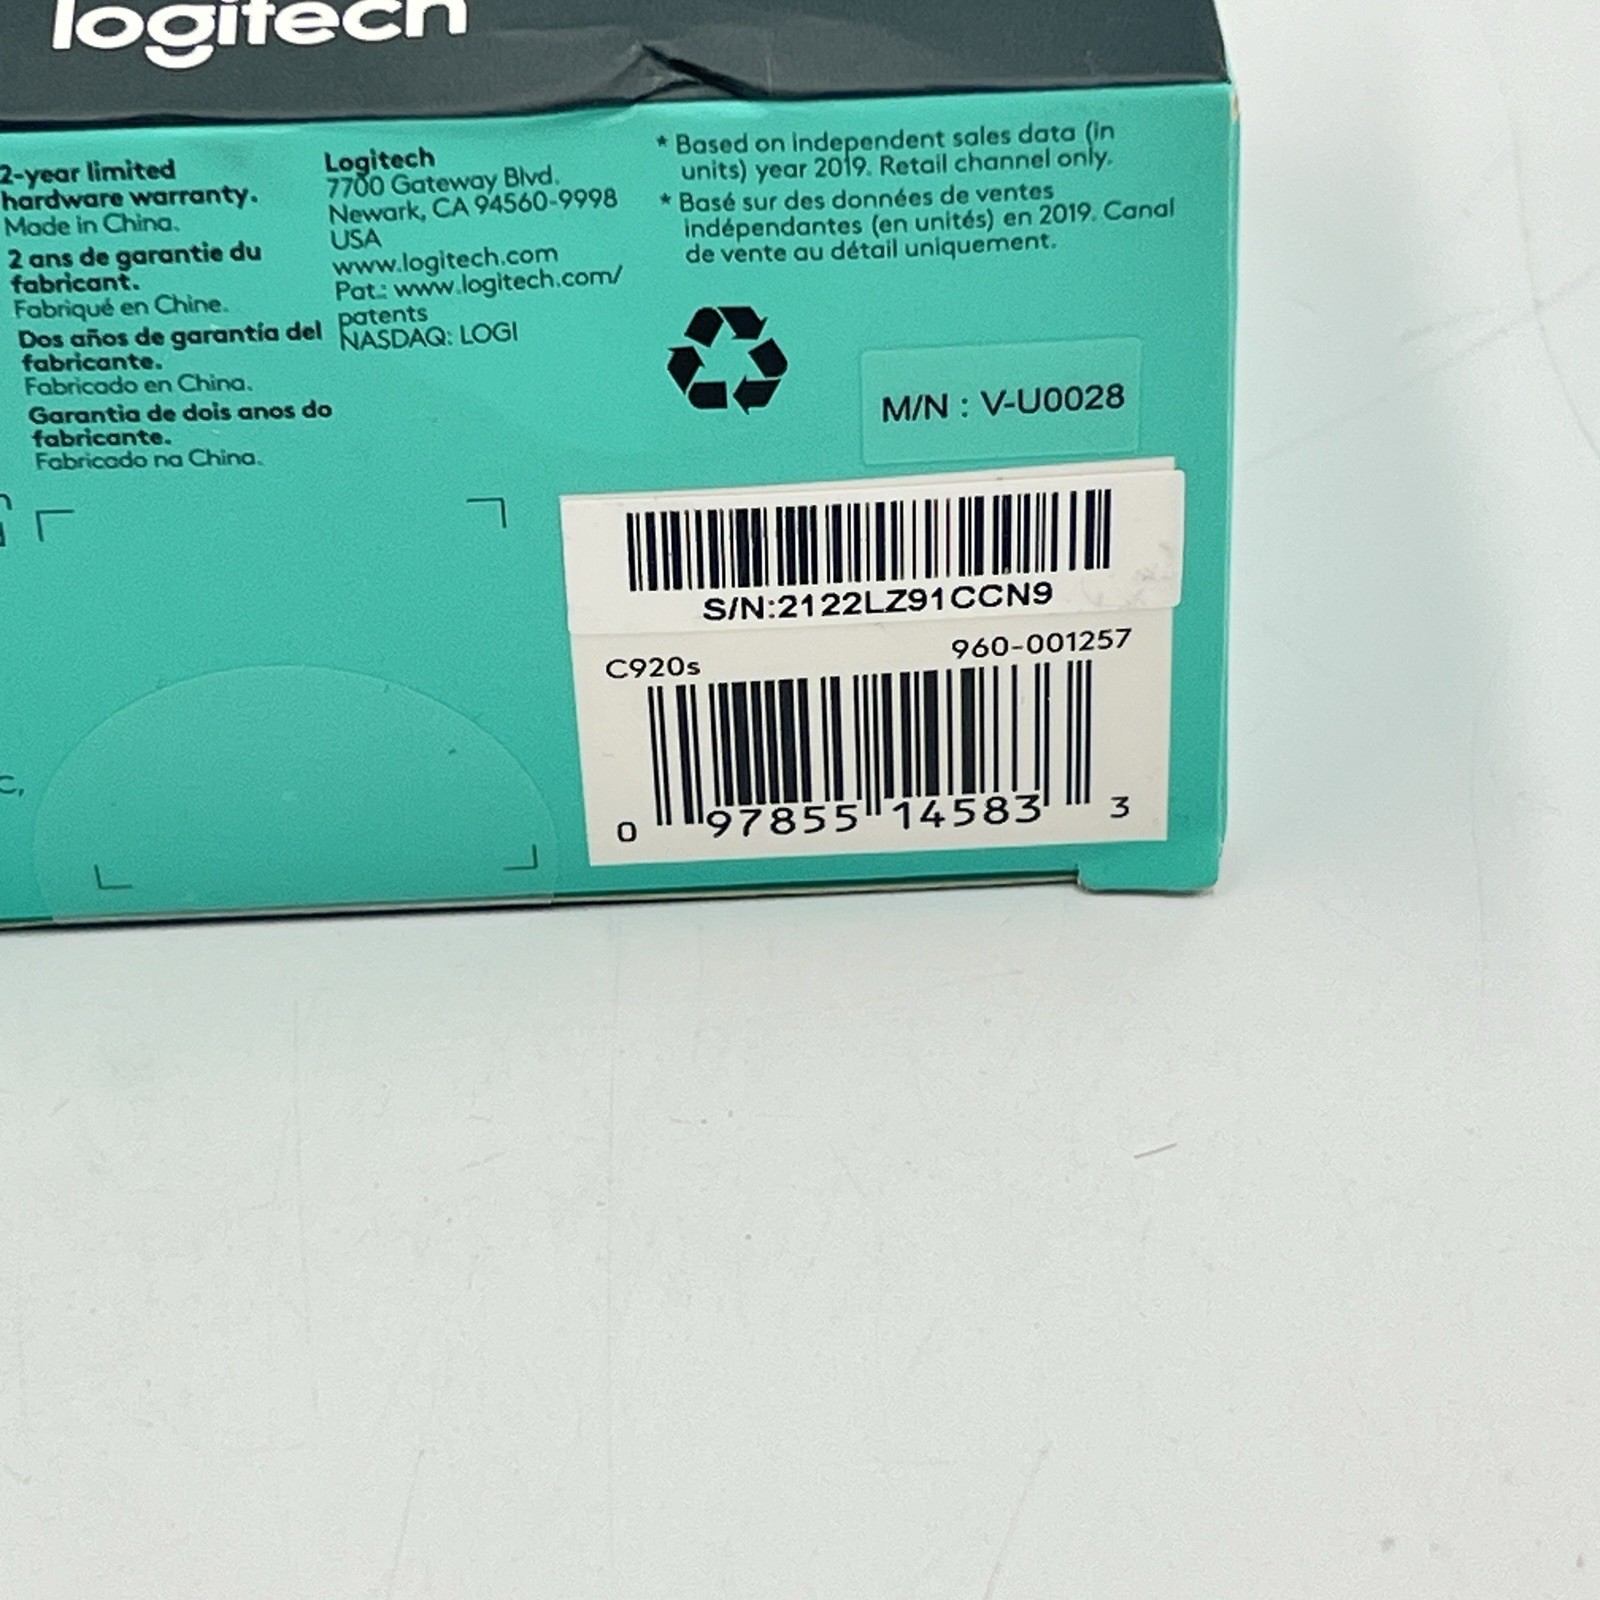 logitech
2-year limited
hardware warranty.
Made in China.
2 ans de garantie du
fabricant.
Fabriqué en Chine.
Dos años de garantía del
fabricante.
Fabricado en China.
Garantia de dois anos do
fabricante.
Fabricado na China.
Logitech
7700 Gateway Blvd.
Newark, CA 94560-9998
USA
www.logitech.com
Pat.: www.logitech.com/
patents
NASDAQ: LOGI
* Based on independent sales data (in
units) year 2019. Retail channel only.
* Basé sur des données de ventes
indépendantes (en unités) en 2019. Canal
de vente au détail uniquement.
M/N : V-U0028
S/N:2122LZ91CCN9
C920s 960-001257
0 97855 14583 3